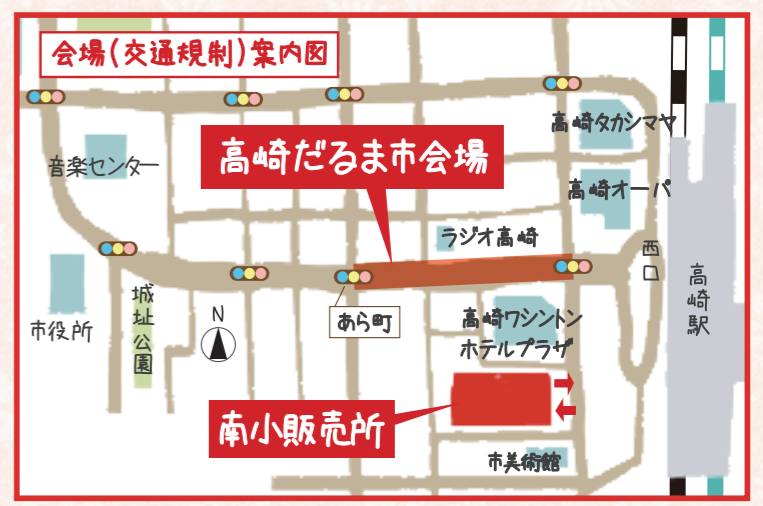 会場(交通規制)案内図
高崎タカシマヤ
高崎だるま市会場
音楽センター
高崎オーパ
ラジオ高崎
西口
高崎駅
城址公園
N
市役所
あら町
高崎ワシントン
ホテルプラザ
南小販売所
市美術館